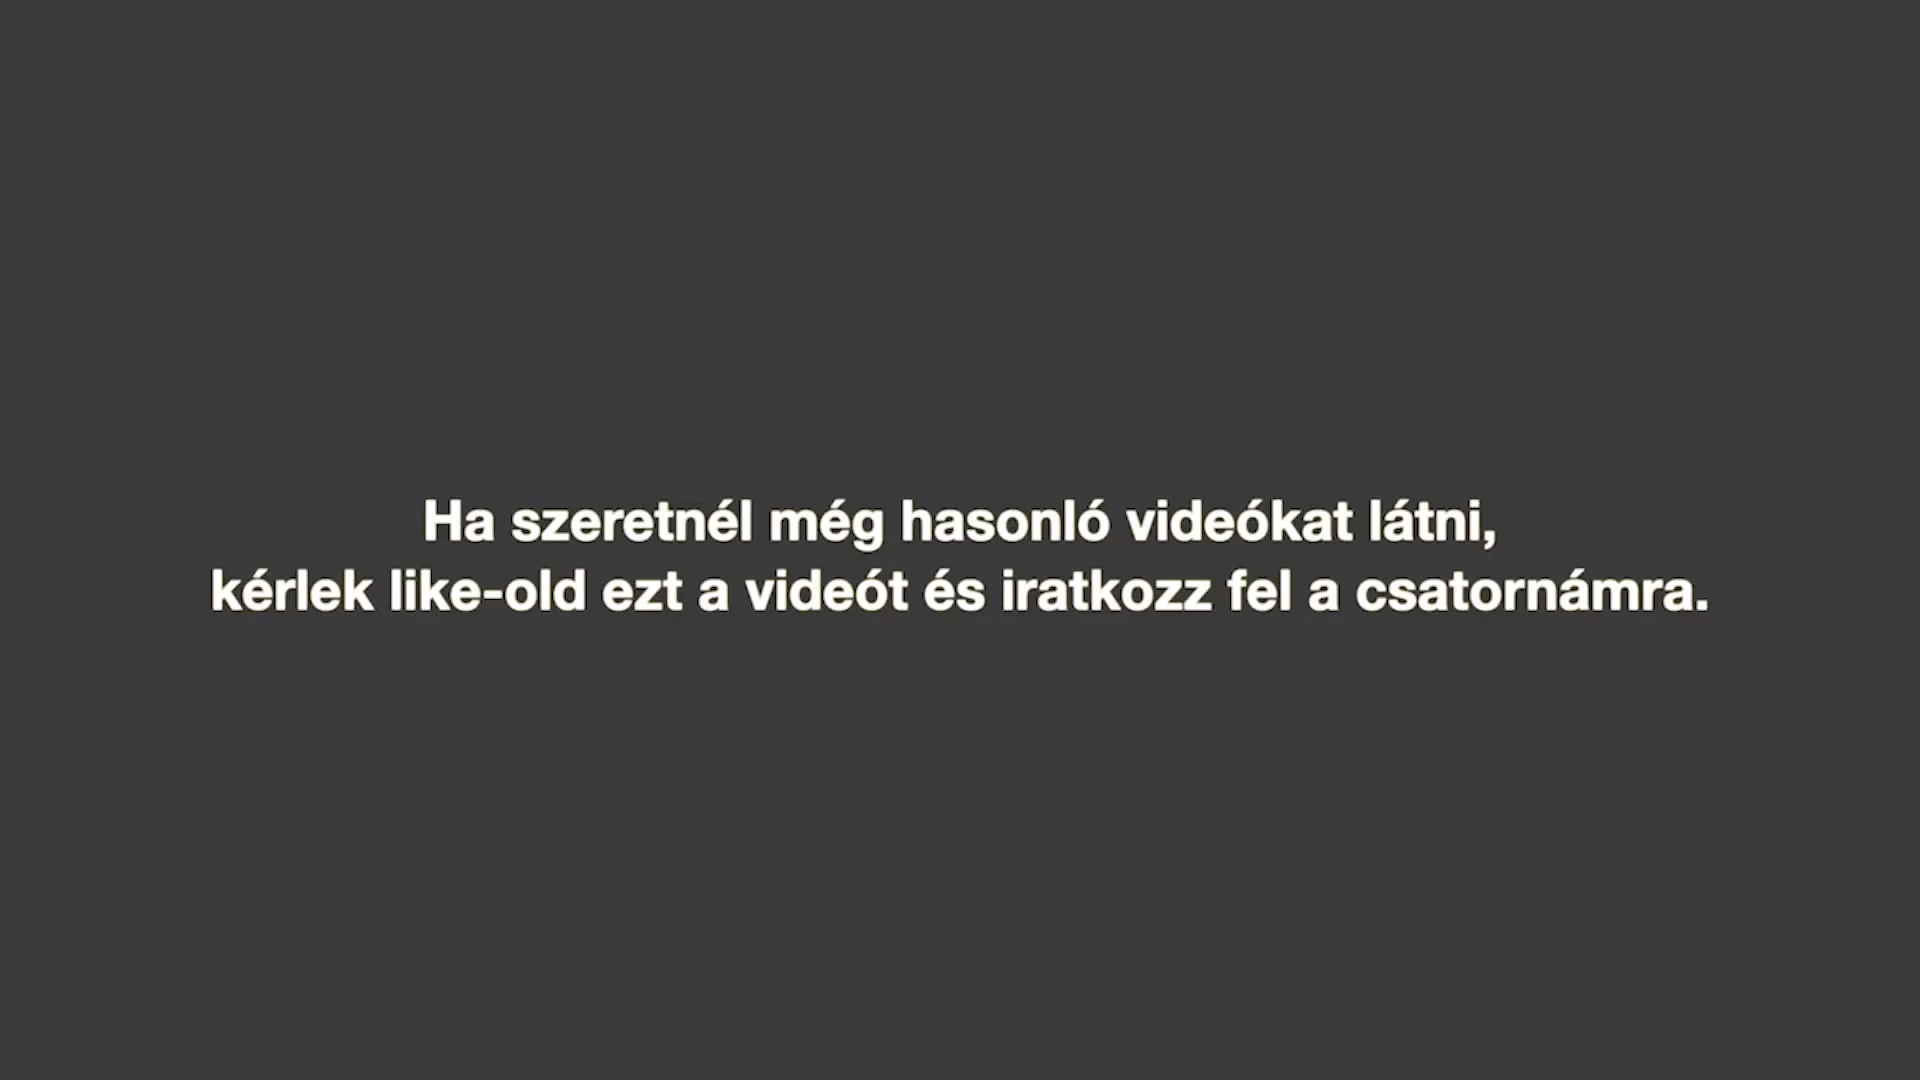 Ha szeretnél még hasonló videókat látni,
kérlek like-old ezt a videót és iratkozz fel a csatornámra.